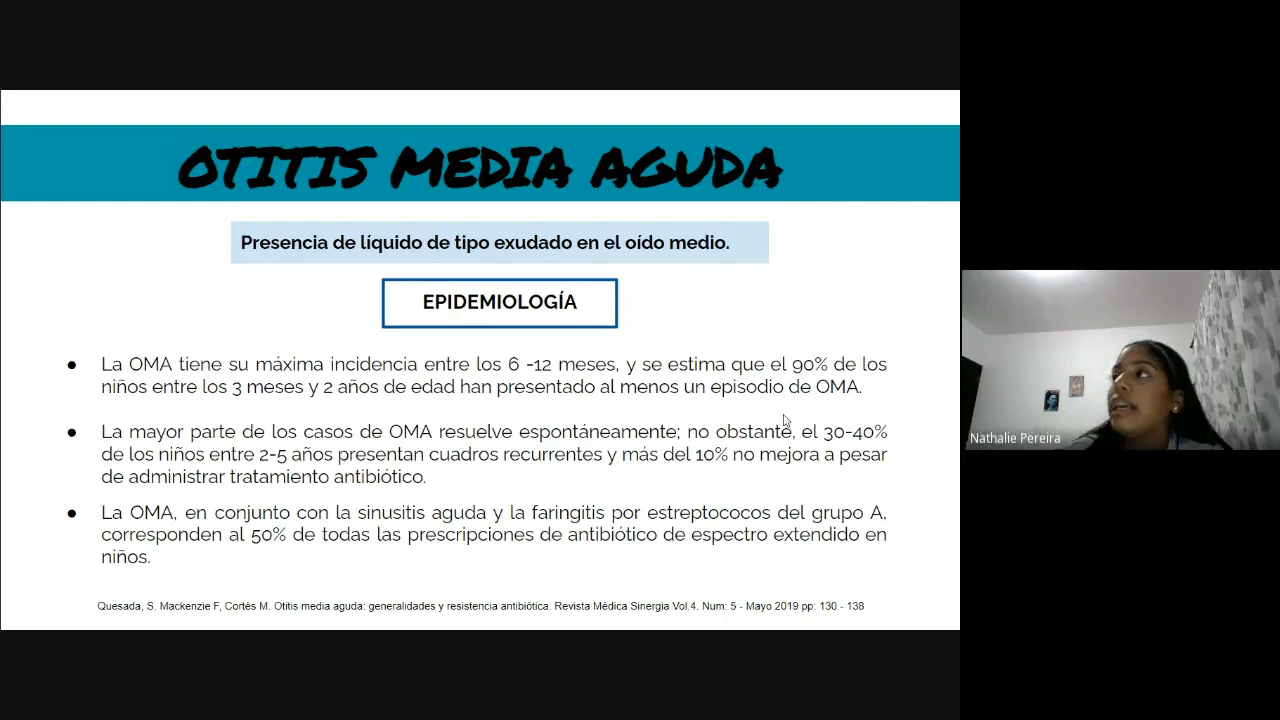 OTITIS MEDIA AGUDA
Presencia de líquido de tipo exudado en el oído medio.
EPIDEMIOLOGÍA
● La OMA tiene su máxima incidencia entre los 6 -12 meses, y se estima que el 90% de los
niños entre los 3 meses y 2 años de edad han presentado al menos un episodio de OMA.
● La mayor parte de los casos de OMA resuelve espontáneamente; no obstante, el 30-40%
de los niños entre 2-5 años presentan cuadros recurrentes y más del 10% no mejora a pesar
de administrar tratamiento antibiótico.
● La OMA, en conjunto con la sinusitis aguda y la faringitis por estreptococos del grupo A,
corresponden al 50% de todas las prescripciones de antibiótico de espectro extendido en
niños.
Quesada, S. Mackenzie F, Cortés M. Otitis media aguda: generalidades y resistencia antibiótica. Revista Médica Sinergia Vol.4. Num: 5 - Mayo 2019 pp: 130 - 138
Nathalie Pereira